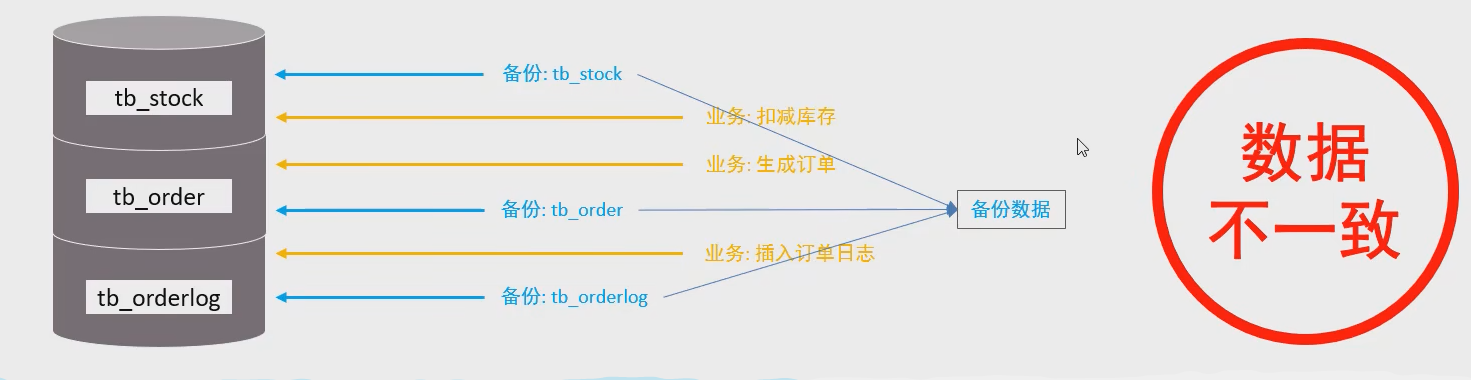 tb_stock
tb_order
tb_orderlog
备份: tb_stock
业务: 扣减库存
业务: 生成订单
备份: tb_order
业务: 插入订单日志
备份: tb_orderlog
备份数据
数据
不一致